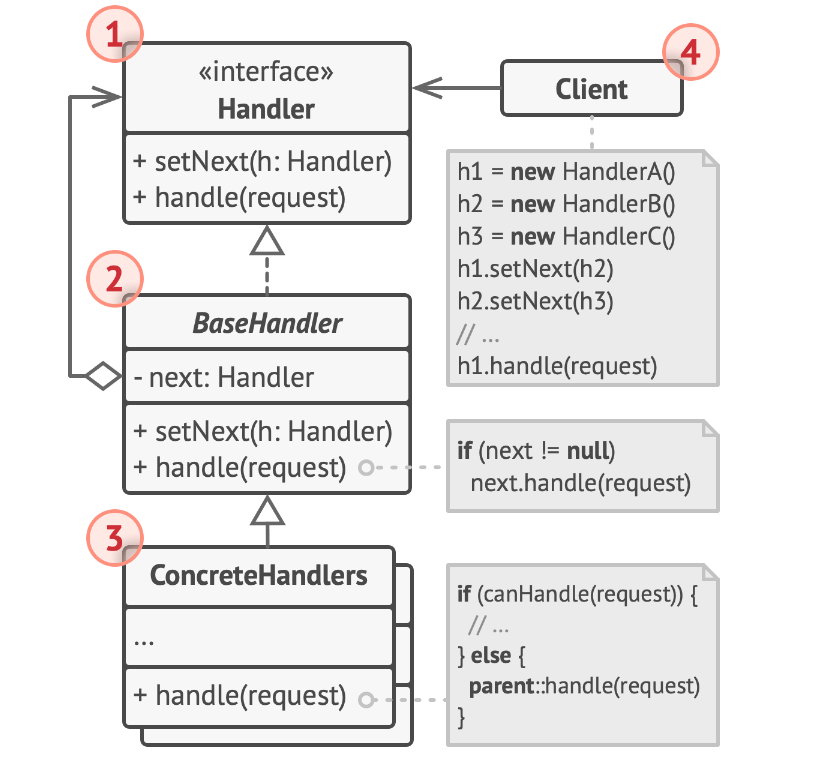 1
«interface»
Handler
+ setNext(h: Handler)
+ handle(request)
4
Client
h1 = new HandlerA()
h2 = new HandlerB()
h3 = new HandlerC()
h1.setNext(h2)
h2.setNext(h3)
// ...
h1.handle(request)
2
BaseHandler
- next: Handler
+ setNext(h: Handler)
+ handle(request)
if (next != null)
next.handle(request)
3
ConcreteHandlers
...
+ handle(request)
if (canHandle(request)) {
// ...
} else {
parent::handle(request)
}